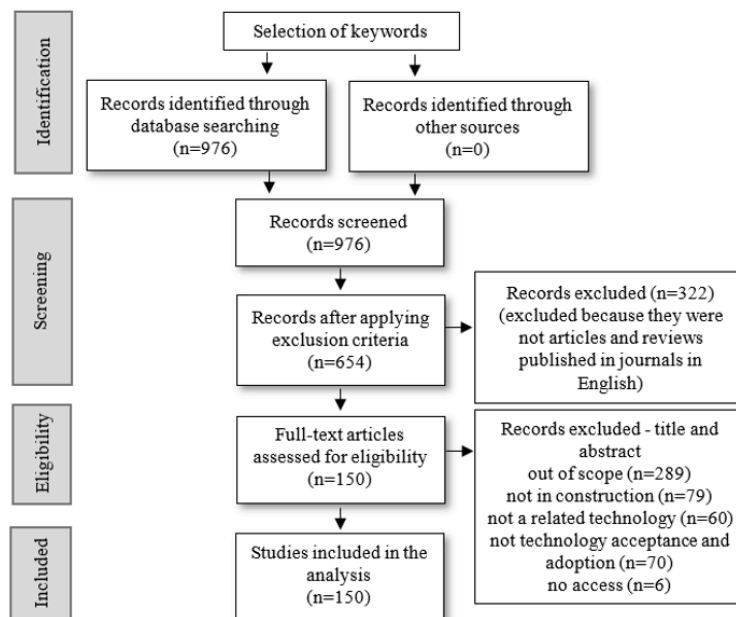 Identification
Selection of keywords
Records identified through
database searching
(n=976)
Records identified through
other sources
(n=0)
Screening
Records screened
(n=976)
Records after applying
exclusion criteria
(n=654)
Records excluded (n=322)
(excluded because they were
not articles and reviews
published in journals in
English)
Eligibility
Full-text articles
assessed for eligibility
(n=150)
Records excluded - title and
abstract
out of scope (n=289)
not in construction (n=79)
not a related technology (n=60)
not technology acceptance and
adoption (n=70)
no access (n=6)
Included
Studies included in the
analysis
(n=150)